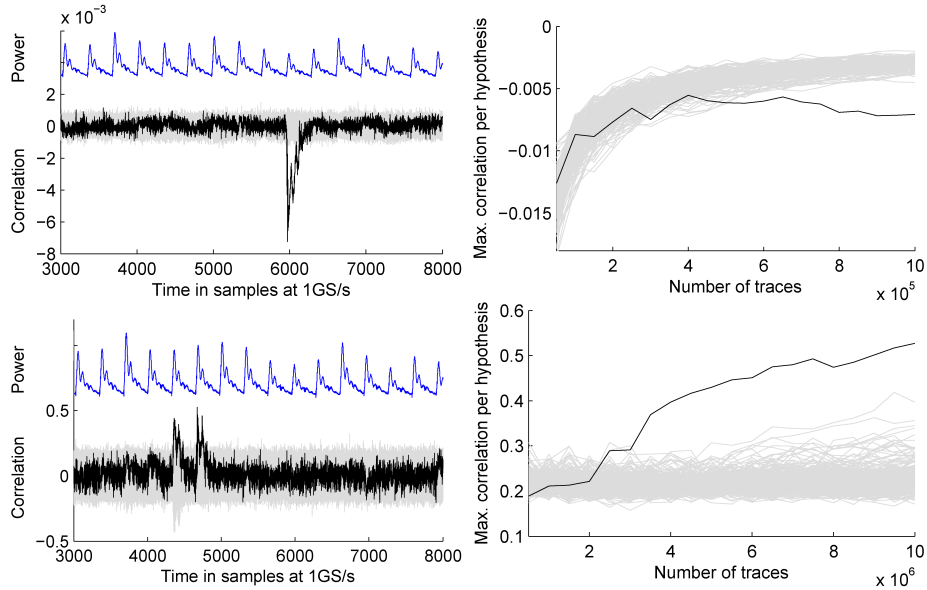 x 10⁻³
Power
Correlation
2
0
−2
−4
−6
−8
3000 4000 5000 6000 7000 8000
Time in samples at 1GS/s
Max. correlation per hypothesis
0
−0.005
−0.01
−0.015
2 4 6 8 10
Number of traces
x 10⁵
Power
Correlation
0.5
0
−0.5
3000 4000 5000 6000 7000 8000
Time in samples at 1GS/s
Max. correlation per hypothesis
0.6
0.5
0.4
0.3
0.2
0.1
2 4 6 8 10
Number of traces
x 10⁶